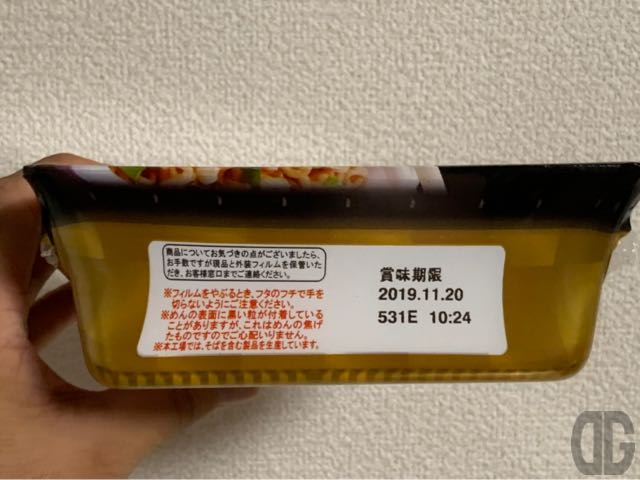 商品についてお気づきの点がございましたら、
お手数ですが現品と外装フィルムを保管いた
だき、お客様窓口までご連絡ください。
※フィルムをやぶるとき、フタのフチで手を
切らないようにご注意ください。
※めんの表面に黒い粒が付着している
ことがありますが、これはめんの焦げ
たものですのでご心配いりません。
※本工場では、そばを含む製品を生産しています。
賞味期限
2019.11.20
531E 10:24
DG